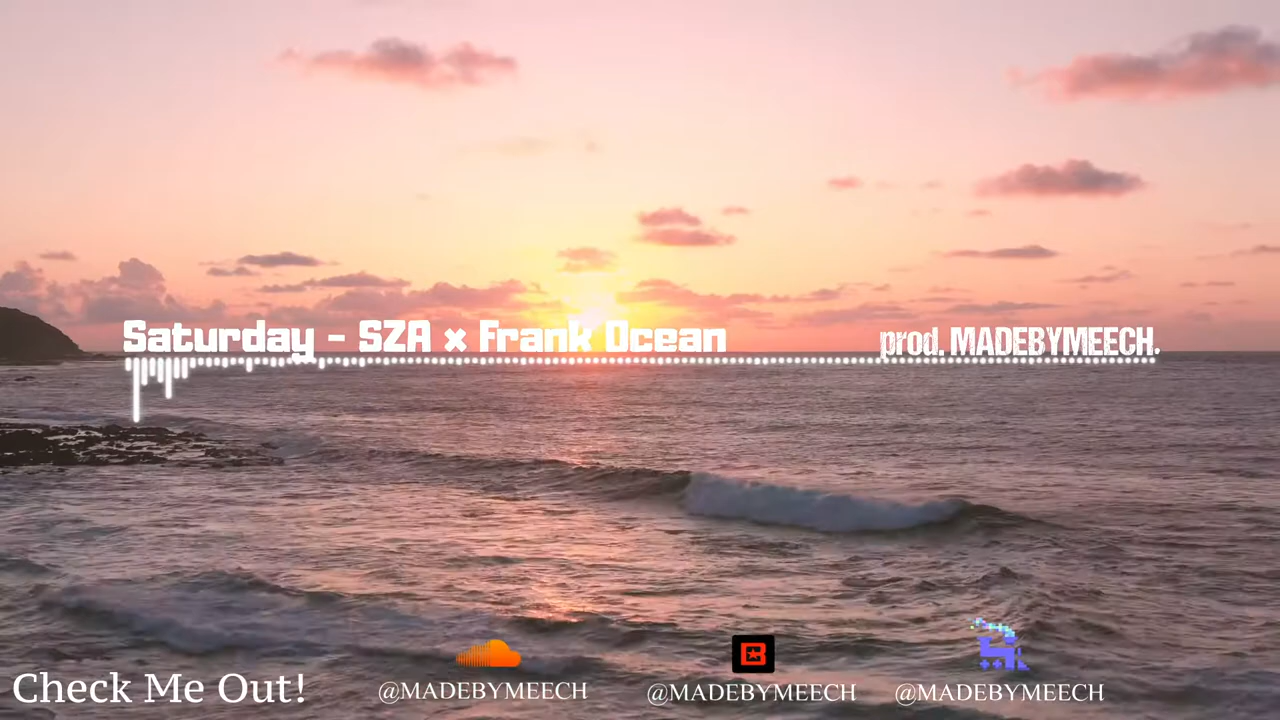 Saturday - SZA x Frank Ocean
prod. MADEBYMEECH.
Check Me Out!
@MADEBYMEECH
@MADEBYMEECH
@MADEBYMEECH